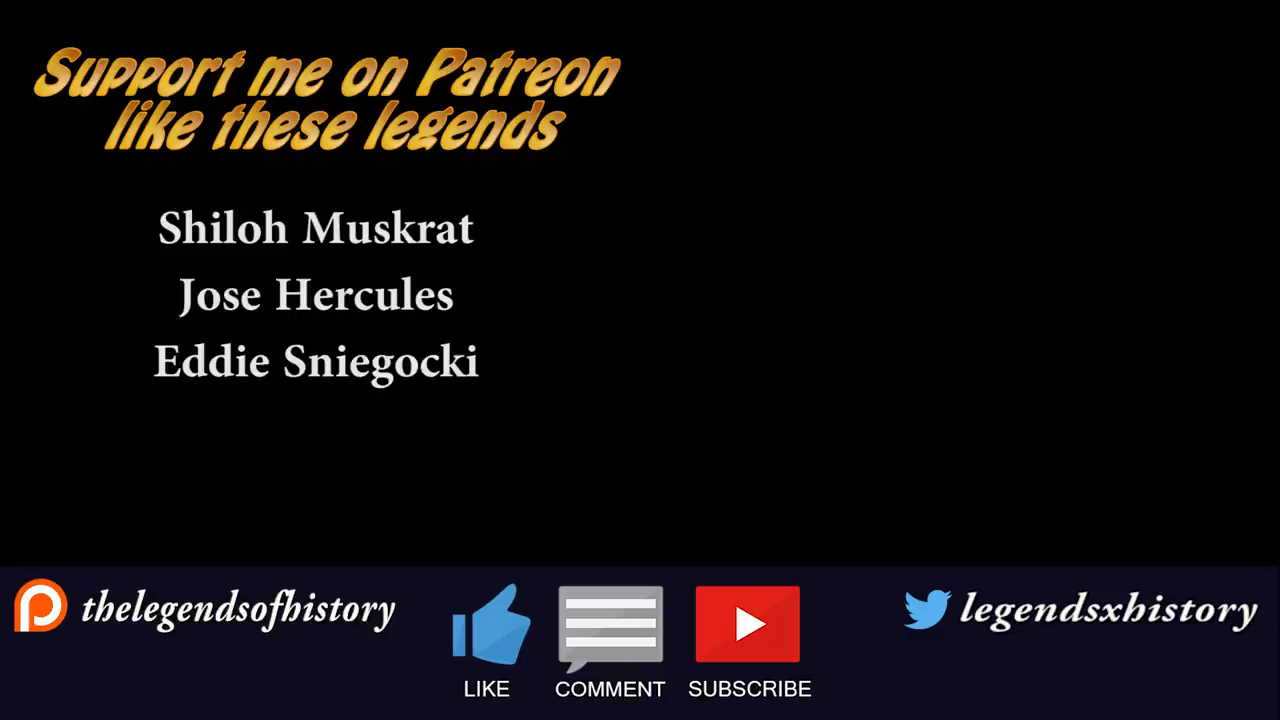 Support me on Patreon
like these legends
Shiloh Muskrat
Jose Hercules
Eddie Sniegocki
thelegendsofhistory
legendsxhistory
LIKE
COMMENT
SUBSCRIBE